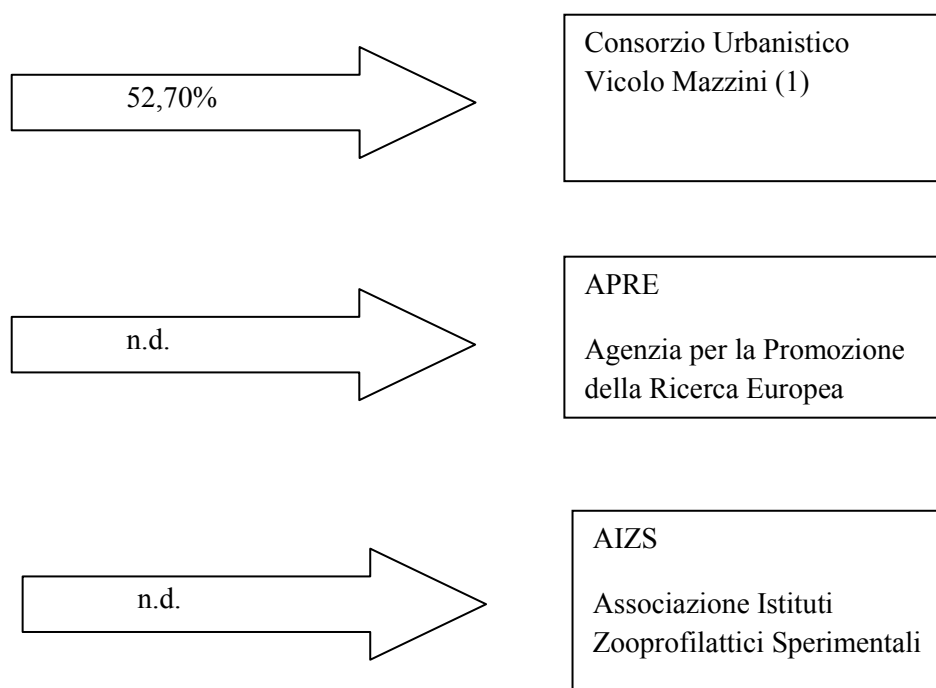 52,70%
Consorzio Urbanistico
Vicolo Mazzini (1)
n.d.
APRE
Agenzia per la Promozione
della Ricerca Europea
n.d.
AIZS
Associazione Istituti
Zooprofilattici Sperimentali